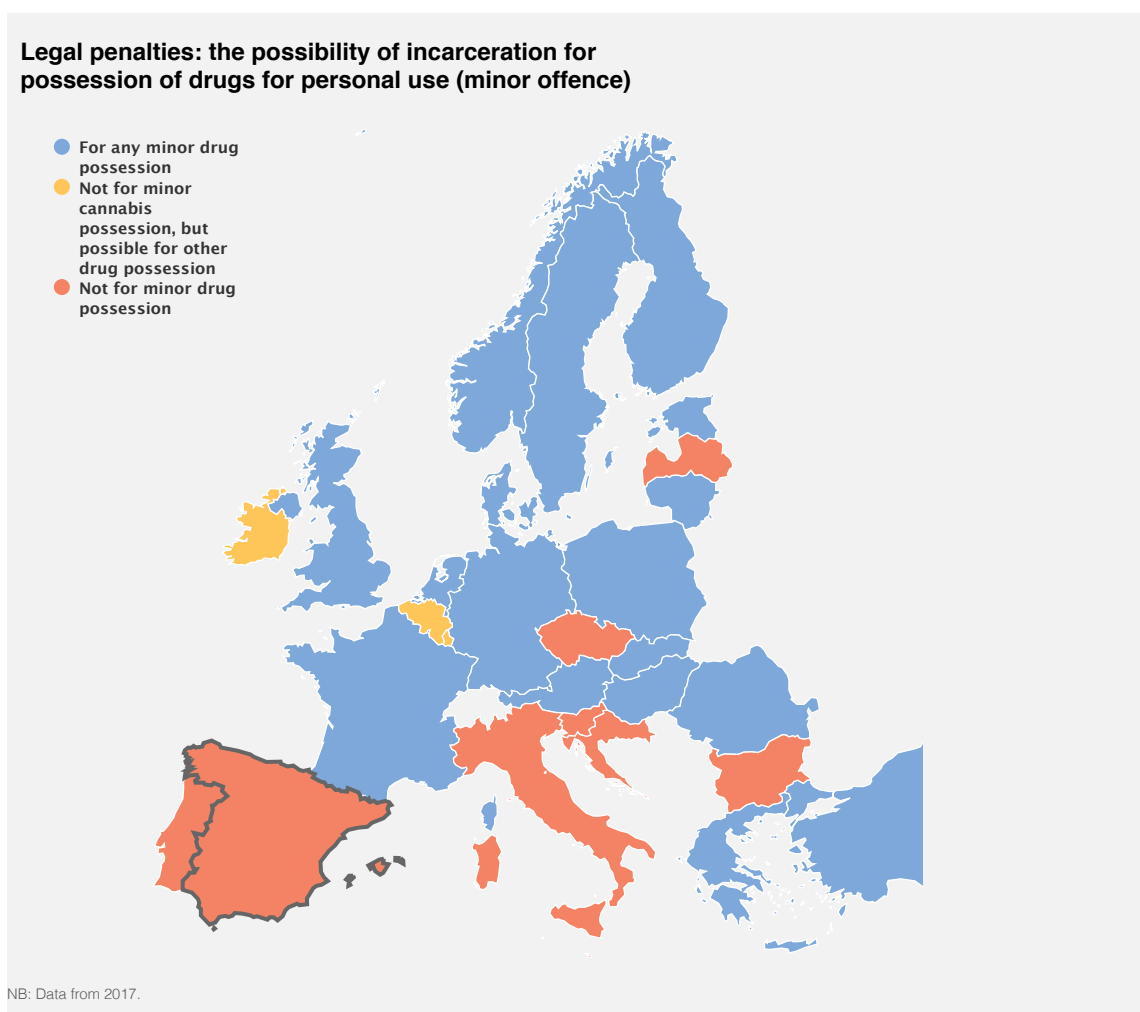 Legal penalties: the possibility of incarceration for
possession of drugs for personal use (minor offence)
For any minor drug
possession
Not for minor
cannabis
possession, but
possible for other
drug possession
Not for minor drug
possession
NB: Data from 2017.